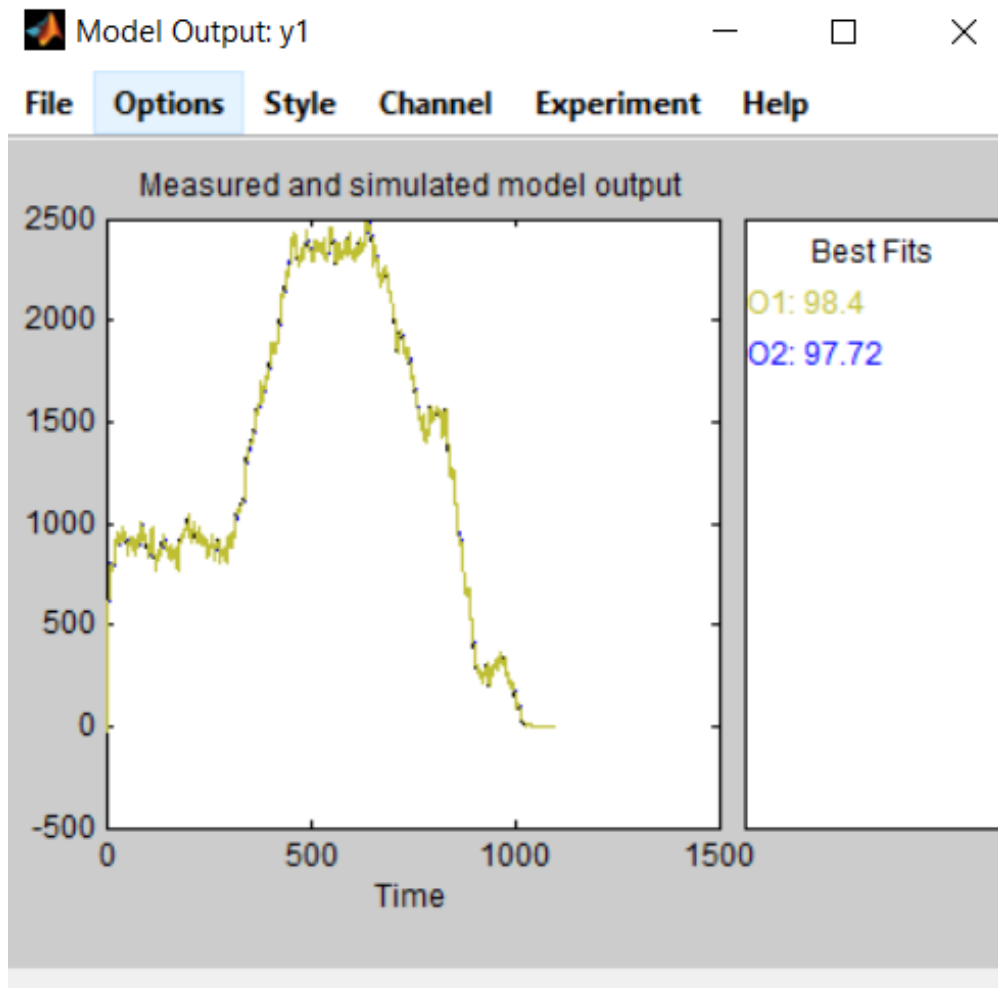 Model Output: y1
File Options Style Channel Experiment Help
Measured and simulated model output
2500
2000
1500
1000
500
0
-500
0 500 1000 1500
Time
Best Fits
O1: 98.4
O2: 97.72